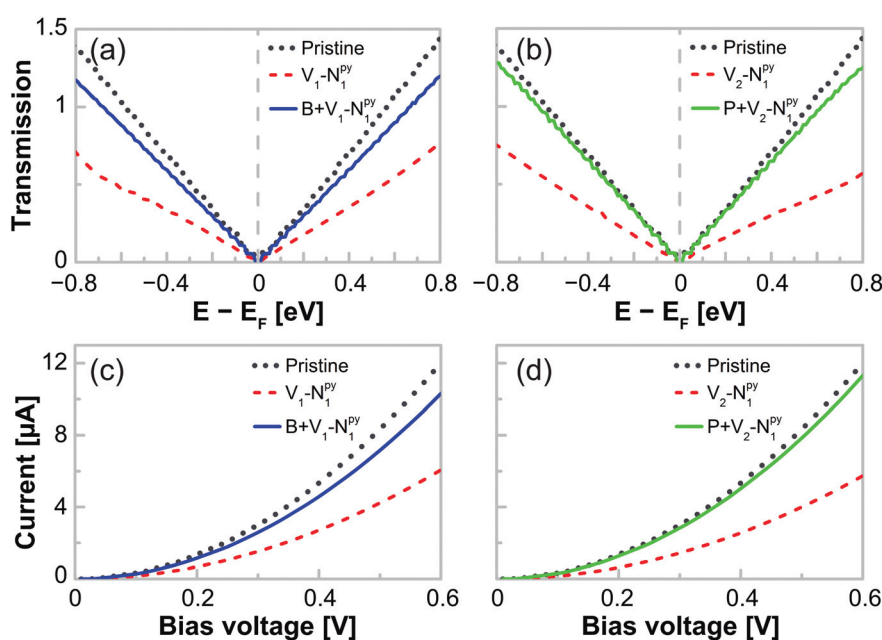 (a)
Pristine
V₁-N₁ᵖʸ
B+V₁-N₁ᵖʸ
Transmission
1.5
1
0
−0.8 −0.4 0 0.4 0.8
E − E_F [eV]
(b)
Pristine
V₂-N₁ᵖʸ
P+V₂-N₁ᵖʸ
−0.8 −0.4 0 0.4 0.8
E − E_F [eV]
(c)
Pristine
V₁-N₁ᵖʸ
B+V₁-N₁ᵖʸ
Current [µA]
12
8
4
0
0 0.2 0.4 0.6
Bias voltage [V]
(d)
Pristine
V₂-N₁ᵖʸ
P+V₂-N₁ᵖʸ
0 0.2 0.4 0.6
Bias voltage [V]